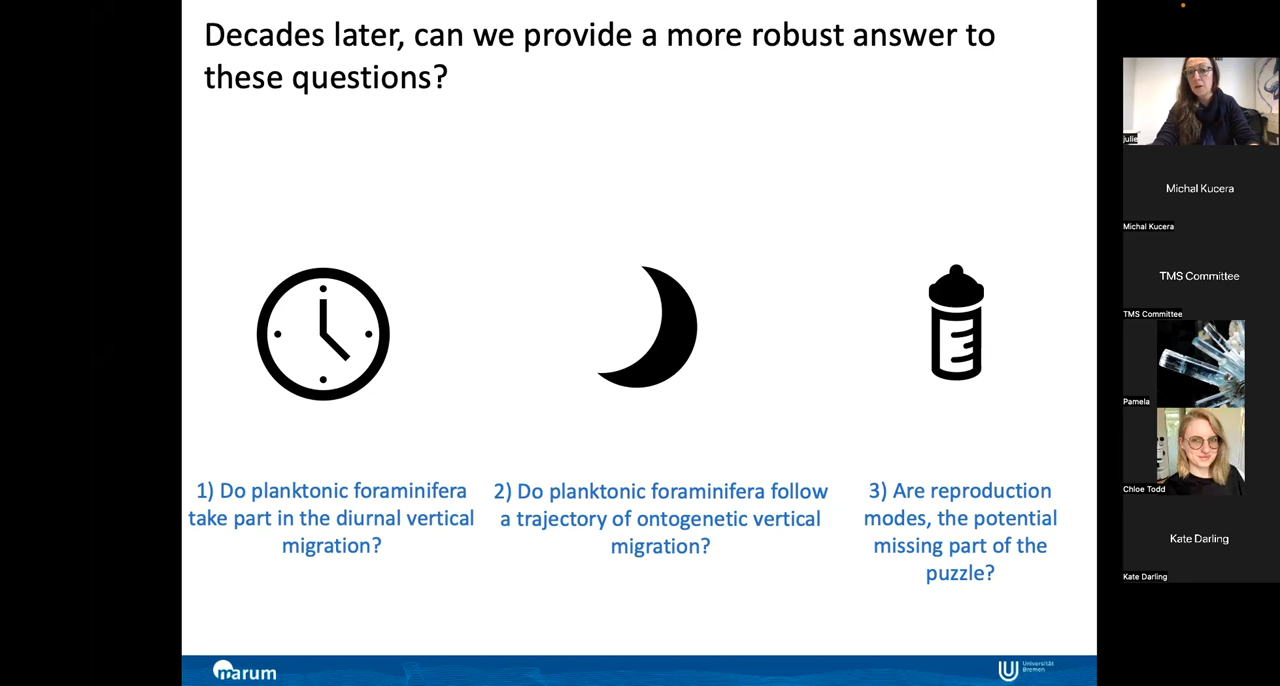 Decades later, can we provide a more robust answer to
these questions?
1) Do planktonic foraminifera
take part in the diurnal vertical
migration?
2) Do planktonic foraminifera follow
a trajectory of ontogenetic vertical
migration?
3) Are reproduction
modes, the potential
missing part of the
puzzle?
marum
Universität
Bremen
julie
Michal Kucera
Michal Kucera
TMS Committee
TMS Committee
Pamela
Chloe Todd
Kate Darling
Kate Darling